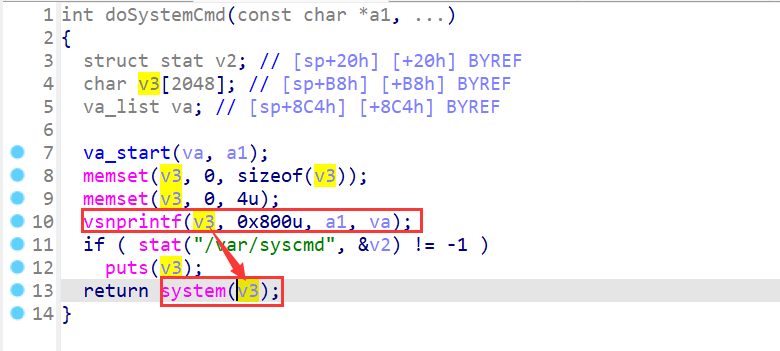 1 int doSystemCmd(const char *a1, ...)
2 {
3 struct stat v2; // [sp+20h] [+20h] BYREF
4 char v3[2048]; // [sp+B8h] [+B8h] BYREF
5 va_list va; // [sp+8C4h] [+8C4h] BYREF
6
7 va_start(va, a1);
8 memset(v3, 0, sizeof(v3));
9 memset(v3, 0, 4u);
10 vsnprintf(v3, 0x800u, a1, va);
11 if ( stat("/var/syscmd", &v2) != -1 )
12 puts(v3);
13 return system(v3);
14 }